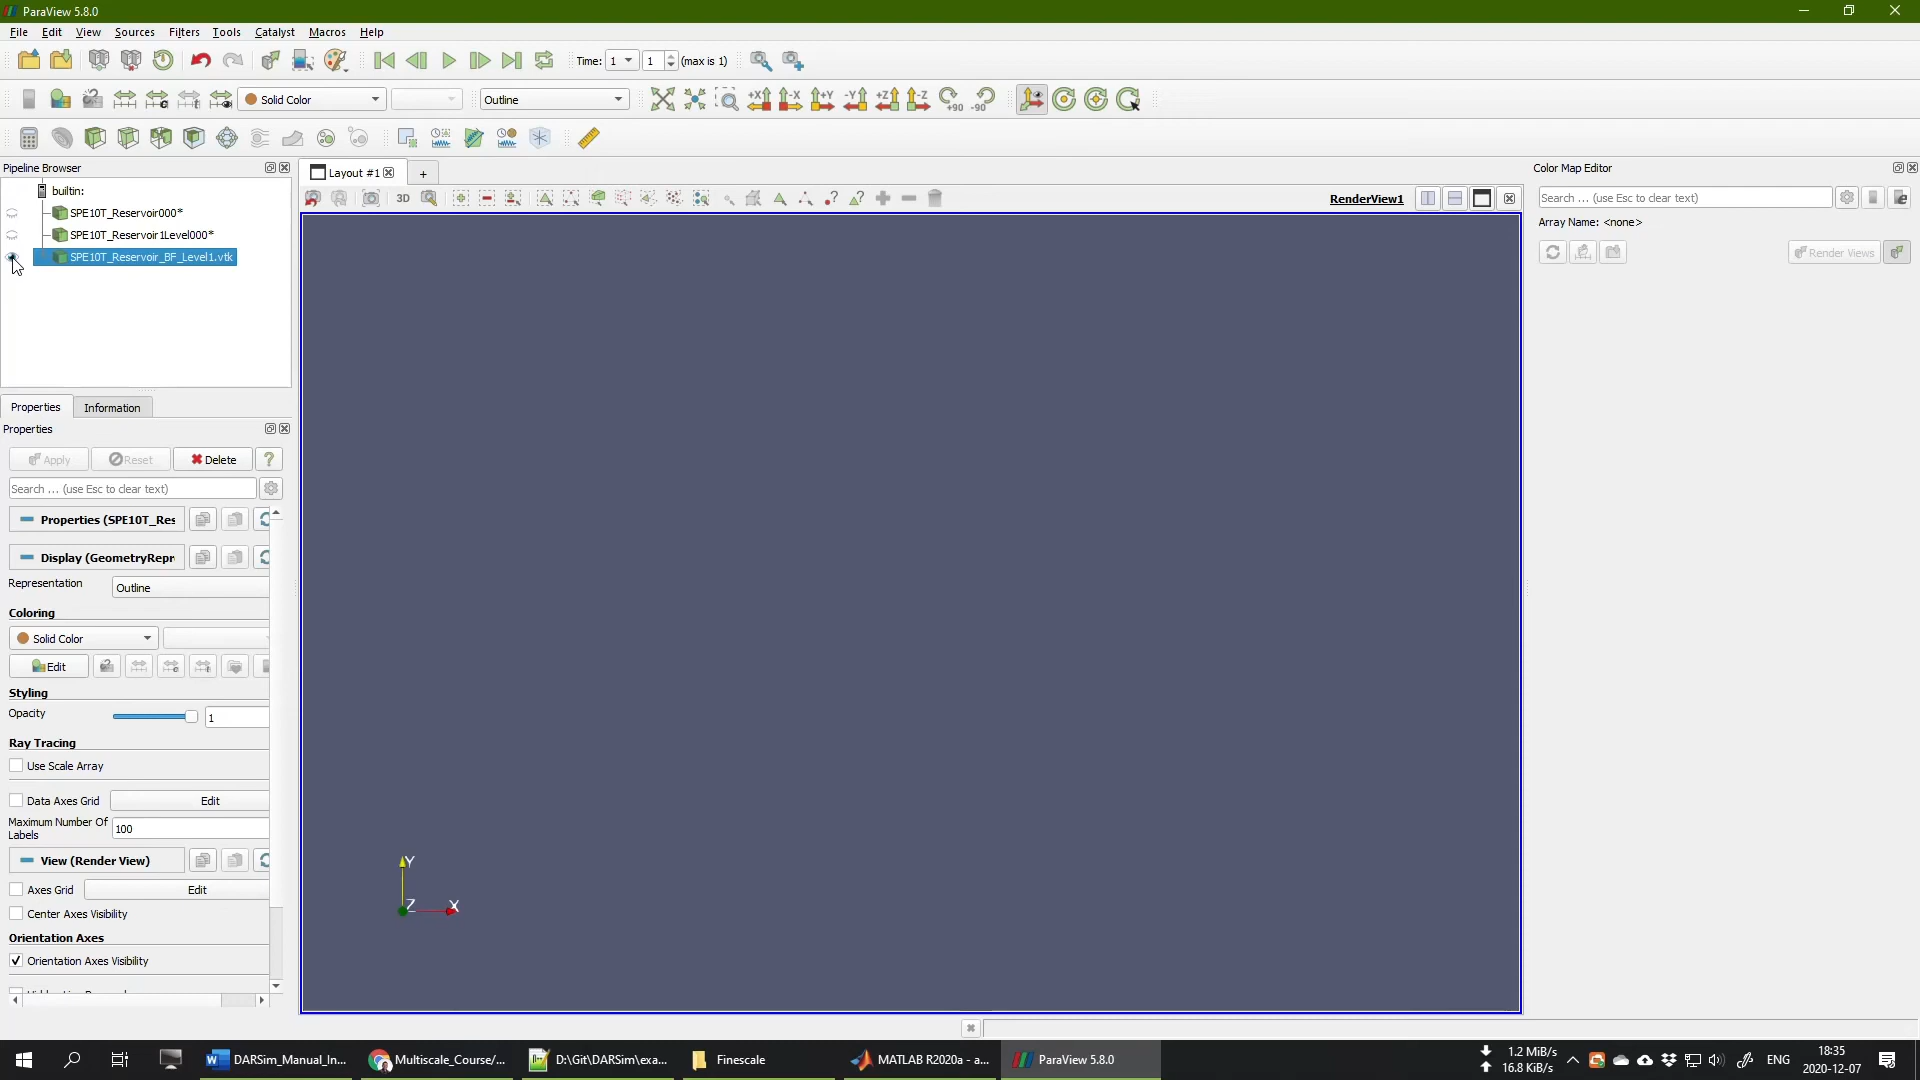 ParaView 5.8.0
File Edit View Sources Filters Tools Catalyst Macros Help
Time: 1 1 (max is 1)
Solid Color Outline +X -X +Y -Y +Z -Z +90 -90
Pipeline Browser
builtin:
SPE10T_Reservoir000*
SPE10T_Reservoir1Level000*
SPE10T_Reservoir_BF_Level1.vtk
Properties Information
Properties
Apply Reset Delete ?
Search ... (use Esc to clear text)
Properties (SPE10T_Res
Display (GeometryRepr
Representation Outline
Coloring
Solid Color
Edit
Styling
Opacity 1
Ray Tracing
Use Scale Array
Data Axes Grid Edit
Maximum Number Of
Labels
100
View (Render View)
Axes Grid Edit
Center Axes Visibility
Orientation Axes
Orientation Axes Visibility
Layout #1 +
3D
RenderView1
Y
Z X
Color Map Editor
Search ... (use Esc to clear text)
Array Name: <none>
Render Views
DARSim_Manual_In...
Multiscale_Course/...
D:\Git\DARSim\exa...
Finescale
MATLAB R2020a - a...
ParaView 5.8.0
1.2 MiB/s
16.8 KiB/s
ENG
18:35
2020-12-07